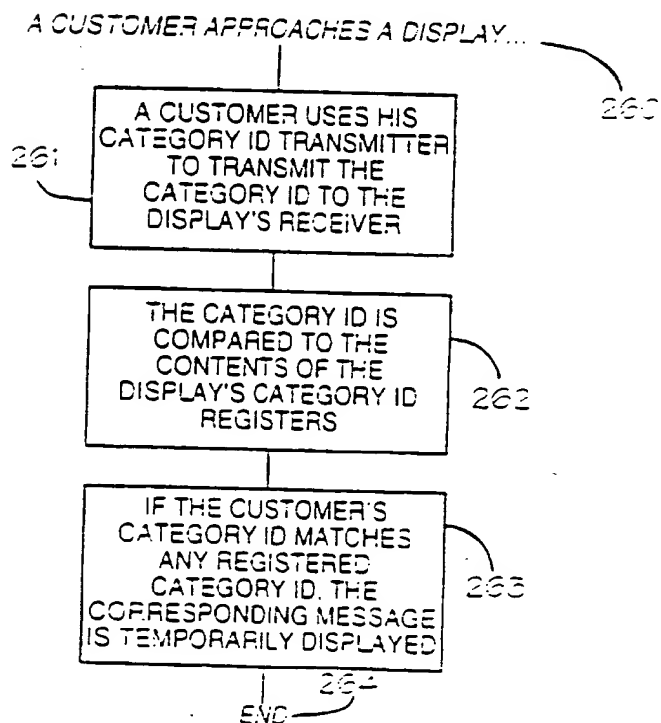 A CUSTOMER APPROACHES A DISPLAY...
260
A CUSTOMER USES HIS
CATEGORY ID TRANSMITTER
TO TRANSMIT THE
CATEGORY ID TO THE
DISPLAY'S RECEIVER
261
THE CATEGORY ID IS
COMPARED TO THE
CONTENTS OF THE
DISPLAY'S CATEGORY ID
REGISTERS
262
IF THE CUSTOMER'S
CATEGORY ID MATCHES
ANY REGISTERED
CATEGORY ID, THE
CORRESPONDING MESSAGE
IS TEMPORARILY DISPLAYED
263
264
END